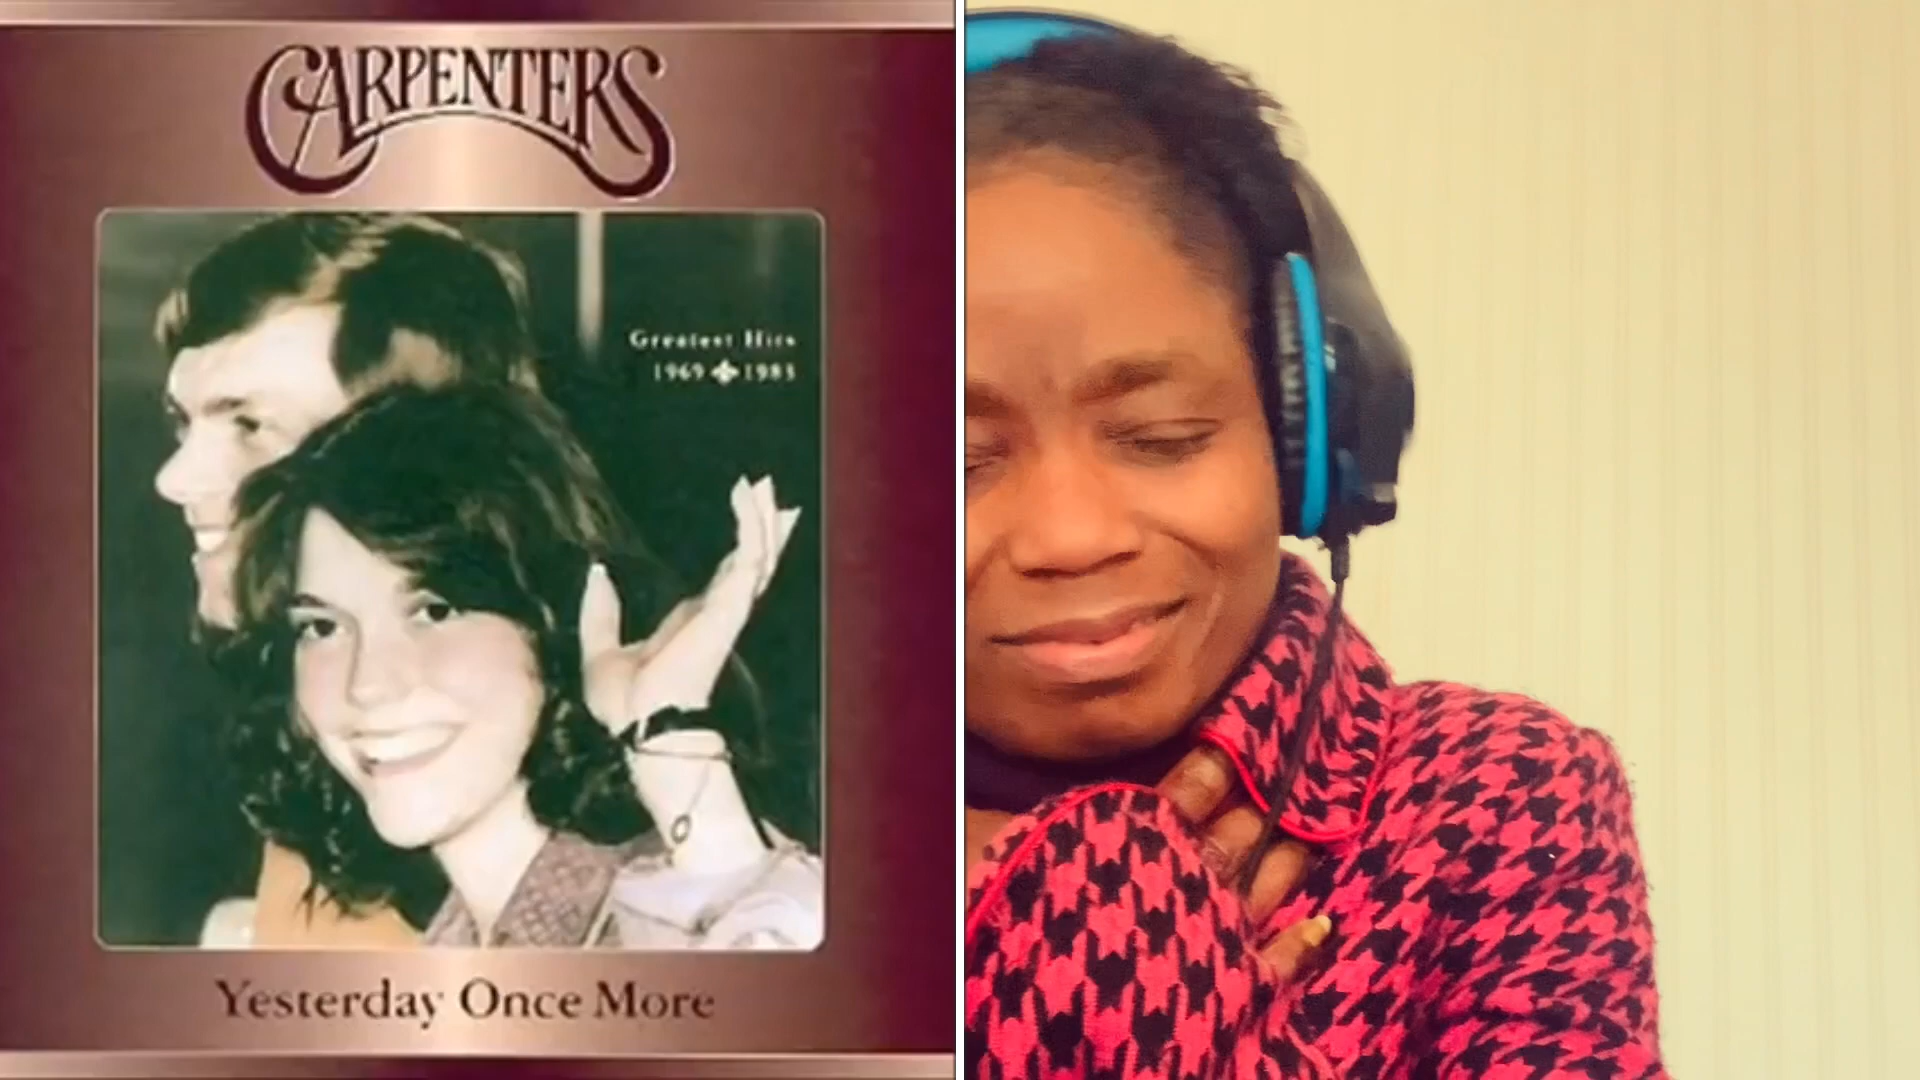 CARPENTERS
Greatest Hits
1969 ✤ 1983
Yesterday Once More